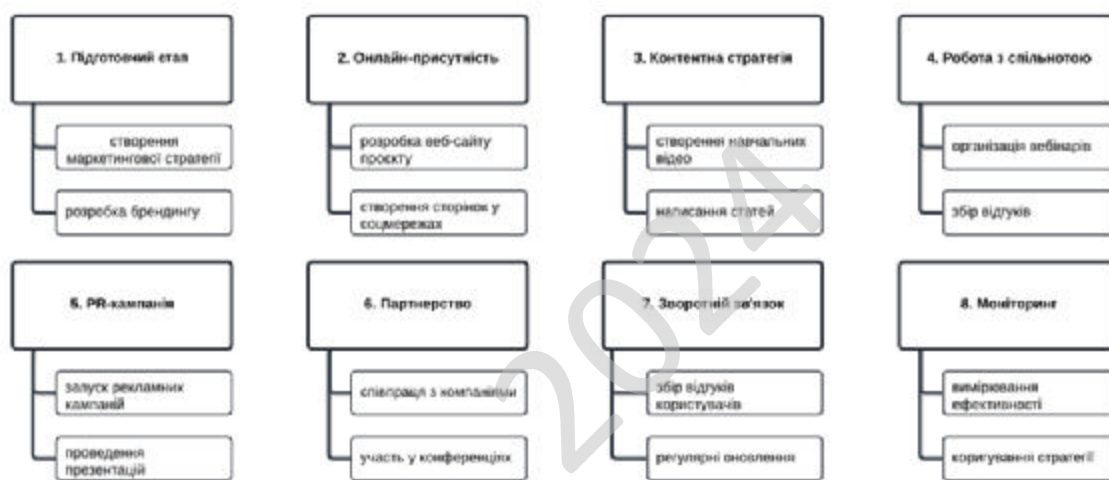 1. Підготовчий етап
створення
маркетингової стратегії
розробка брендингу
2. Онлайн-присутність
розробка веб-сайту
проєкту
створення сторінок у
соцмережах
3. Контентна стратегія
створення навчальних
відео
написання статей
4. Робота з спільнотою
організація вебінарів
збір відгуків
5. PR-кампанія
запуск рекламних
кампаній
проведення
презентацій
6. Партнерство
співпраця з компаніями
участь у конференціях
7. Зворотній зв'язок
збір відгуків
користувачів
регулярні оновлення
8. Моніторинг
вимірювання
ефективності
коригування стратегії
2024